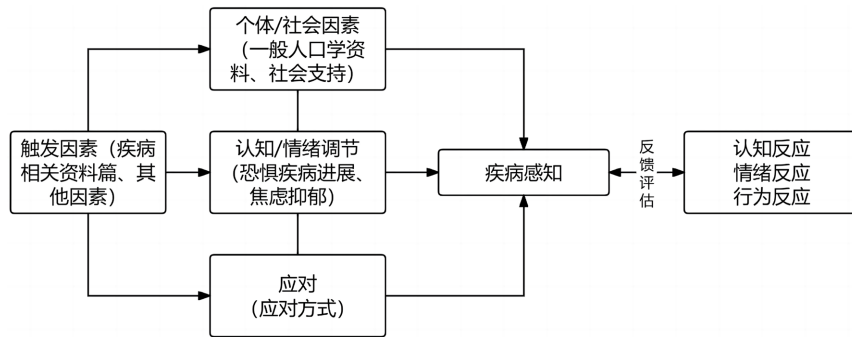 个体/社会因素
（一般人口学资
料、社会支持）
触发因素（疾病
相关资料篇、其
他因素）
认知/情绪调节
（恐惧疾病进展、
焦虑抑郁）
应对
（应对方式）
疾病感知
反
馈
评
估
认知反应
情绪反应
行为反应